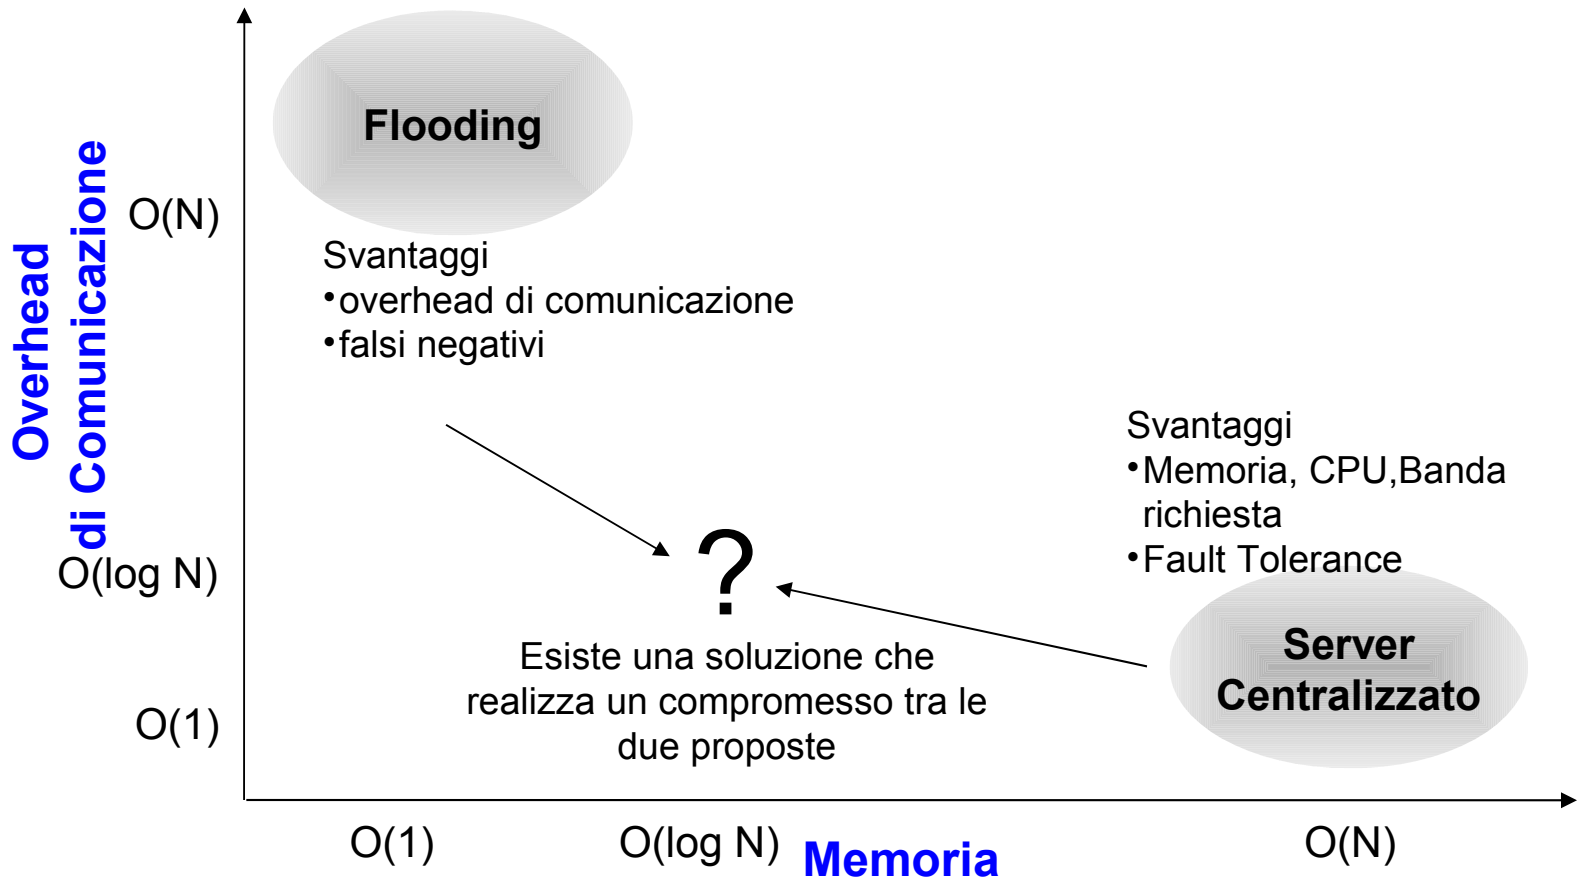 Flooding
Overhead
di Comunicazione
O(N)
Svantaggi
•overhead di comunicazione
•falsi negativi
Svantaggi
•Memoria, CPU,Banda
richiesta
•Fault Tolerance
O(log N)
?
Esiste una soluzione che
realizza un compromesso tra le
due proposte
Server
Centralizzato
O(1)
O(1)
O(log N)
Memoria
O(N)